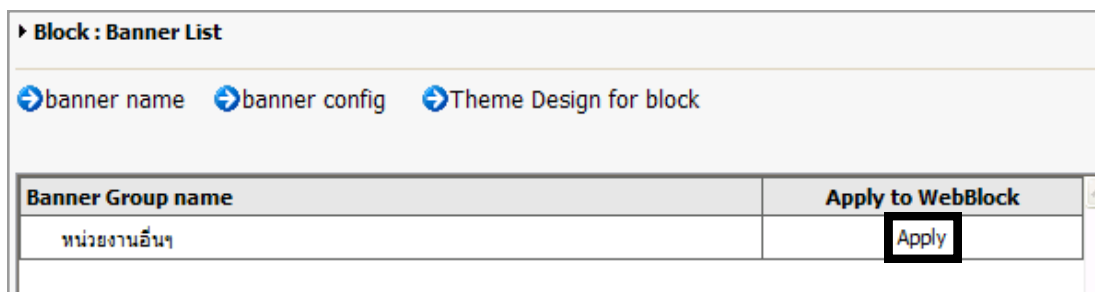 Block : Banner List
banner name banner config Theme Design for block
Banner Group name Apply to WebBlock
หน่วยงานอื่นๆ Apply